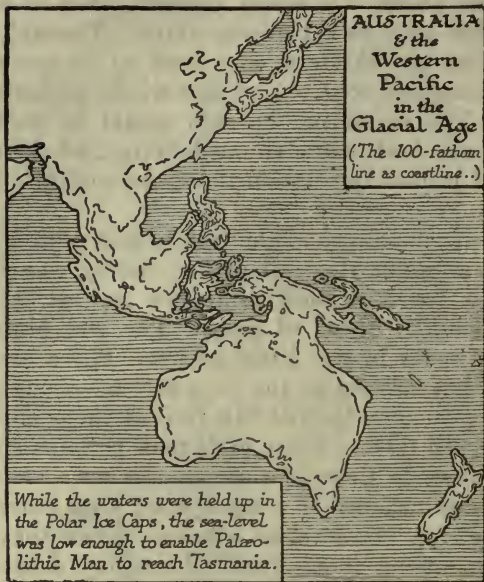 AUSTRALIA
& the
Western
Pacific
in the
Glacial Age
(The 100-fathom
line as coastline..)
While the waters were held up in
the Polar Ice Caps, the sea-level
was low enough to enable Palæo-
lithic Man to reach Tasmania.